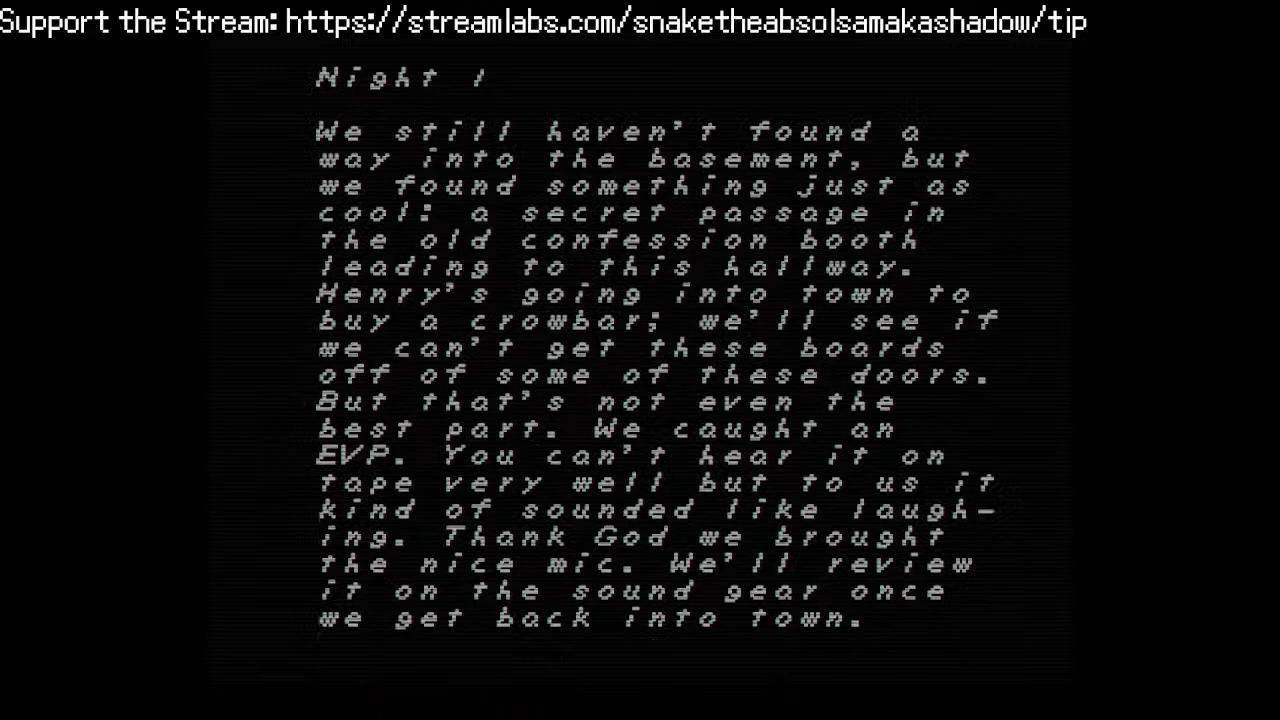 Support the Stream: https://streamlabs.com/snaketheabsolsamakashadow/tip
Night 1
We still haven't found a
way into the basement, but
we found something just as
cool: a secret passage in
the old confession booth
leading to this hallway.
Henry's going into town to
buy a crowbar; we'll see if
we can't get these boards
off of some of these doors.
But that's not even the
best part. We caught an
EVP. You can't hear it on
tape very well but to us it
kind of sounded like laugh-
ing. Thank God we brought
the nice mic. We'll review
it on the sound gear once
we get back into town.